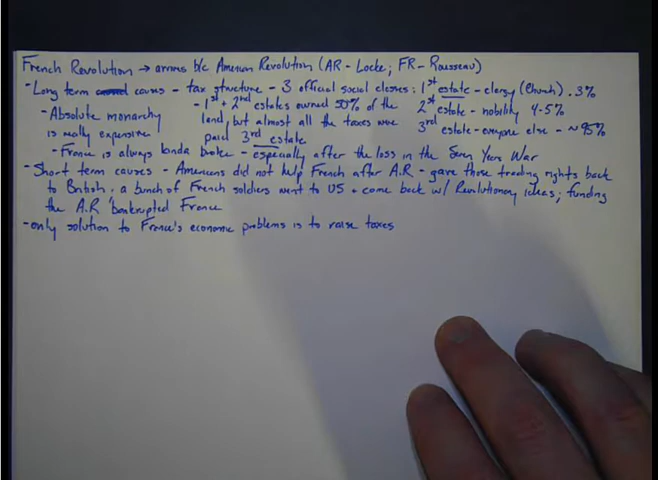 French Revolution → arrives b/c American Revolution (AR - Locke; FR - Rousseau)
- Long term causes - tax structure - 3 official social classes: 1st estate - clergy (Church) .3%
- Absolute monarchy is really expensive
- 1st + 2nd estates owned 50% of the land, but almost all the taxes were paid 3rd estate
2nd estate - nobility 4-5%
3rd estate - everyone else - ~95%
- France is always kinda broke - especially after the loss in the Seven Years War
- Short term causes - Americans did not help French after A.R - gave those trading rights back
to British. a bunch of French soldiers went to US + come back w/ Revolutionary ideas; funding
the A.R bankrupted France
- only solution to France's economic problems is to raise taxes